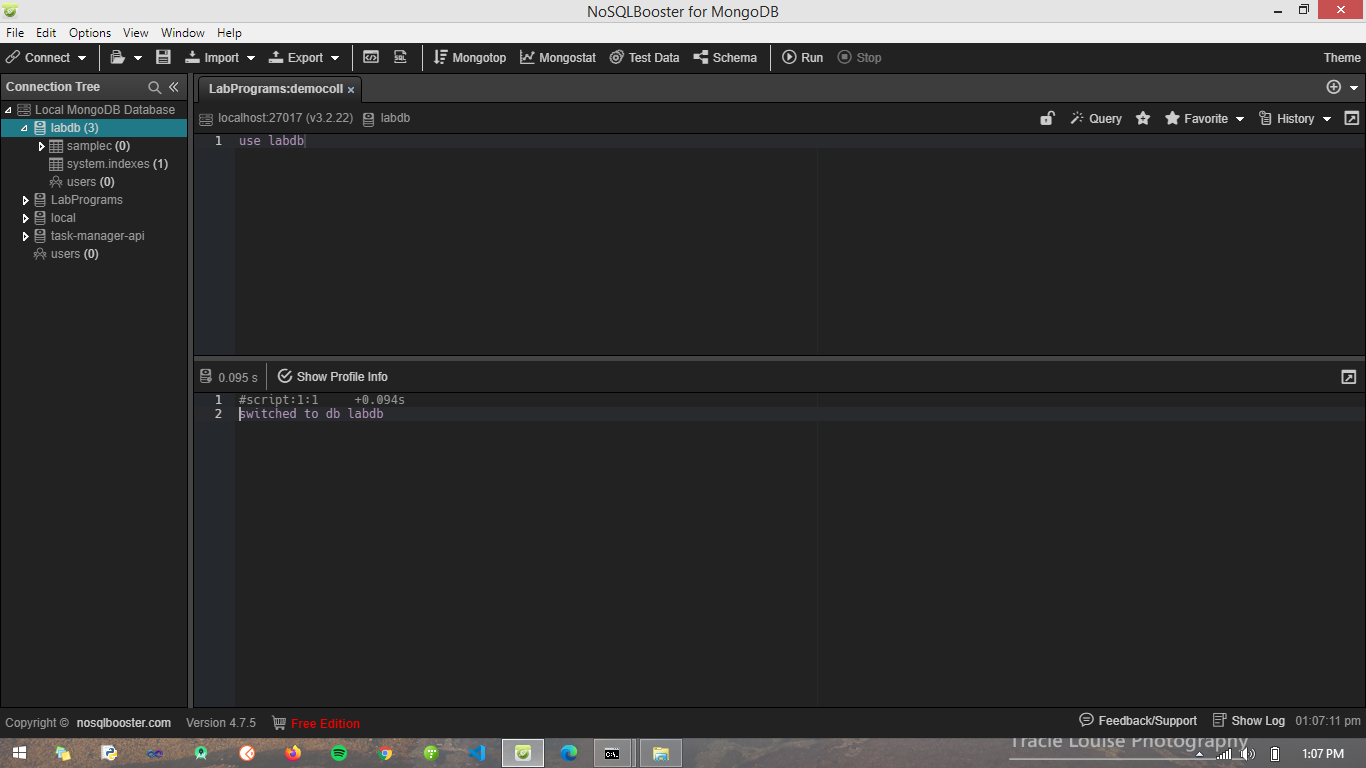 NoSQLBooster for MongoDB
File Edit Options View Window Help
Connect Import Export SQL Mongotop Mongostat Test Data Schema Run Stop Theme
Connection Tree
LabPrograms:democoll ×
Local MongoDB Database
localhost:27017 (v3.2.22) labdb Query Favorite History
labdb (3)
1 use labdb
samplec (0)
system.indexes (1)
users (0)
LabPrograms
local
task-manager-api
users (0)
0.095 s Show Profile Info
1 #script:1:1 +0.094s
2 switched to db labdb
Copyright © nosqlbooster.com Version 4.7.5 Free Edition Feedback/Support Show Log 01:07:11 pm
Tracie Louise Photography
1:07 PM